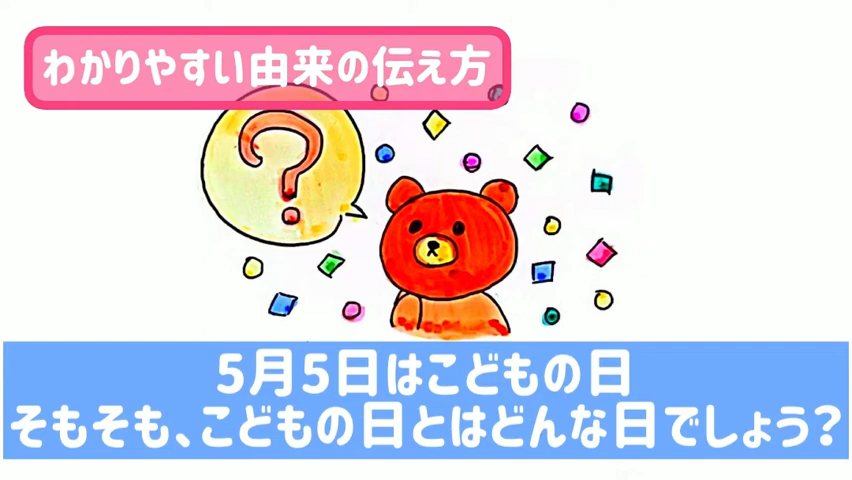 わかりやすい由来の伝え方
?
5月5日はこどもの日
そもそも、こどもの日とはどんな日でしょう?